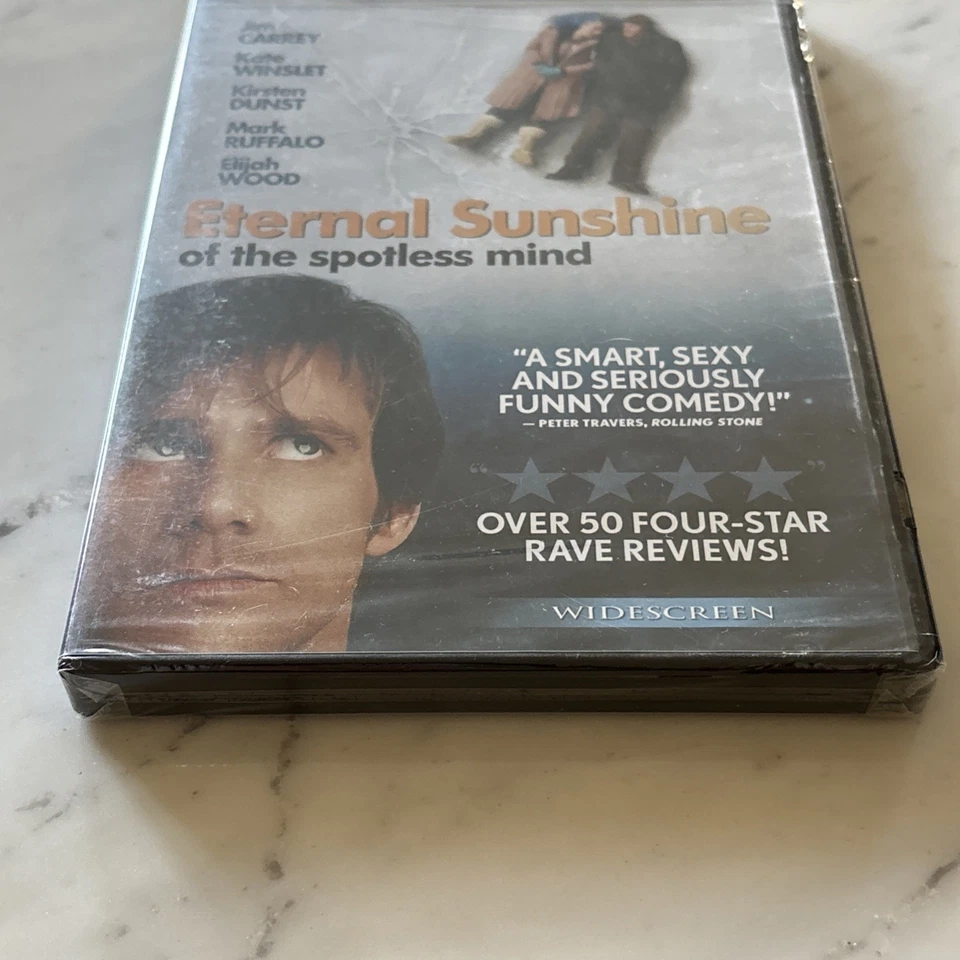 Jim
CARREY
Kate
WINSLET
Kirsten
DUNST
Mark
RUFFALO
Elijah
WOOD
Eternal Sunshine
of the spotless mind
“A SMART, SEXY
AND SERIOUSLY
FUNNY COMEDY!”
— PETER TRAVERS, ROLLING STONE
“ ”
OVER 50 FOUR-STAR
RAVE REVIEWS!
WIDESCREEN